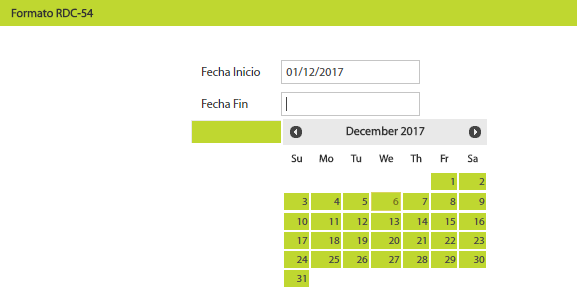 Formato RDC-54
Fecha Inicio 01/12/2017
Fecha Fin
December 2017
Su Mo Tu We Th Fr Sa
1 2
3 4 5 6 7 8 9
10 11 12 13 14 15 16
17 18 19 20 21 22 23
24 25 26 27 28 29 30
31